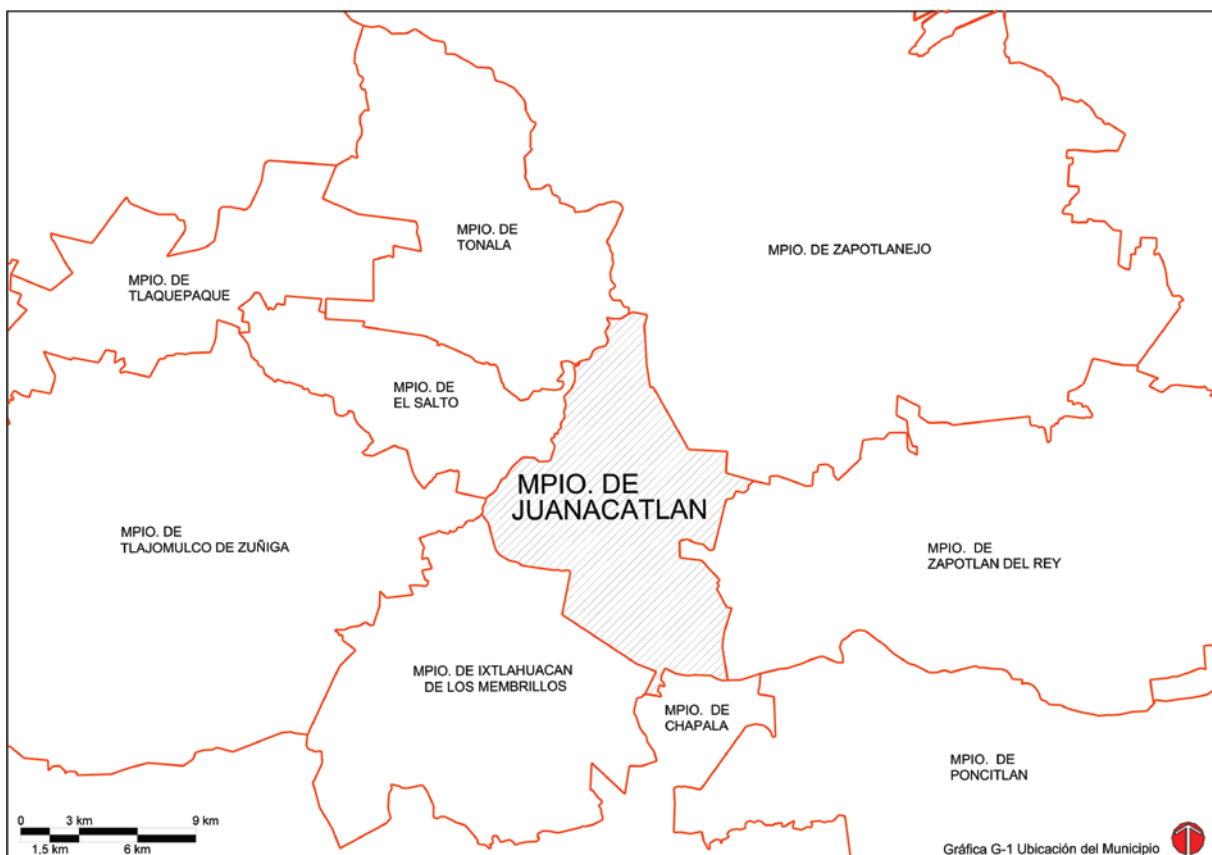 MPIO. DE
TONALA
MPIO. DE ZAPOTLANEJO
MPIO. DE
TLAQUEPAQUE
MPIO. DE
EL SALTO
MPIO. DE
JUANACATLAN
MPIO. DE
TLAJOMULCO DE ZUÑIGA
MPIO. DE
ZAPOTLAN DEL REY
MPIO. DE IXTLAHUACAN
DE LOS MEMBRILLOS
MPIO. DE
CHAPALA
MPIO. DE
PONCITLAN
0 3 km 9 km
1,5 km 6 km
Gráfica G-1 Ubicación del Municipio